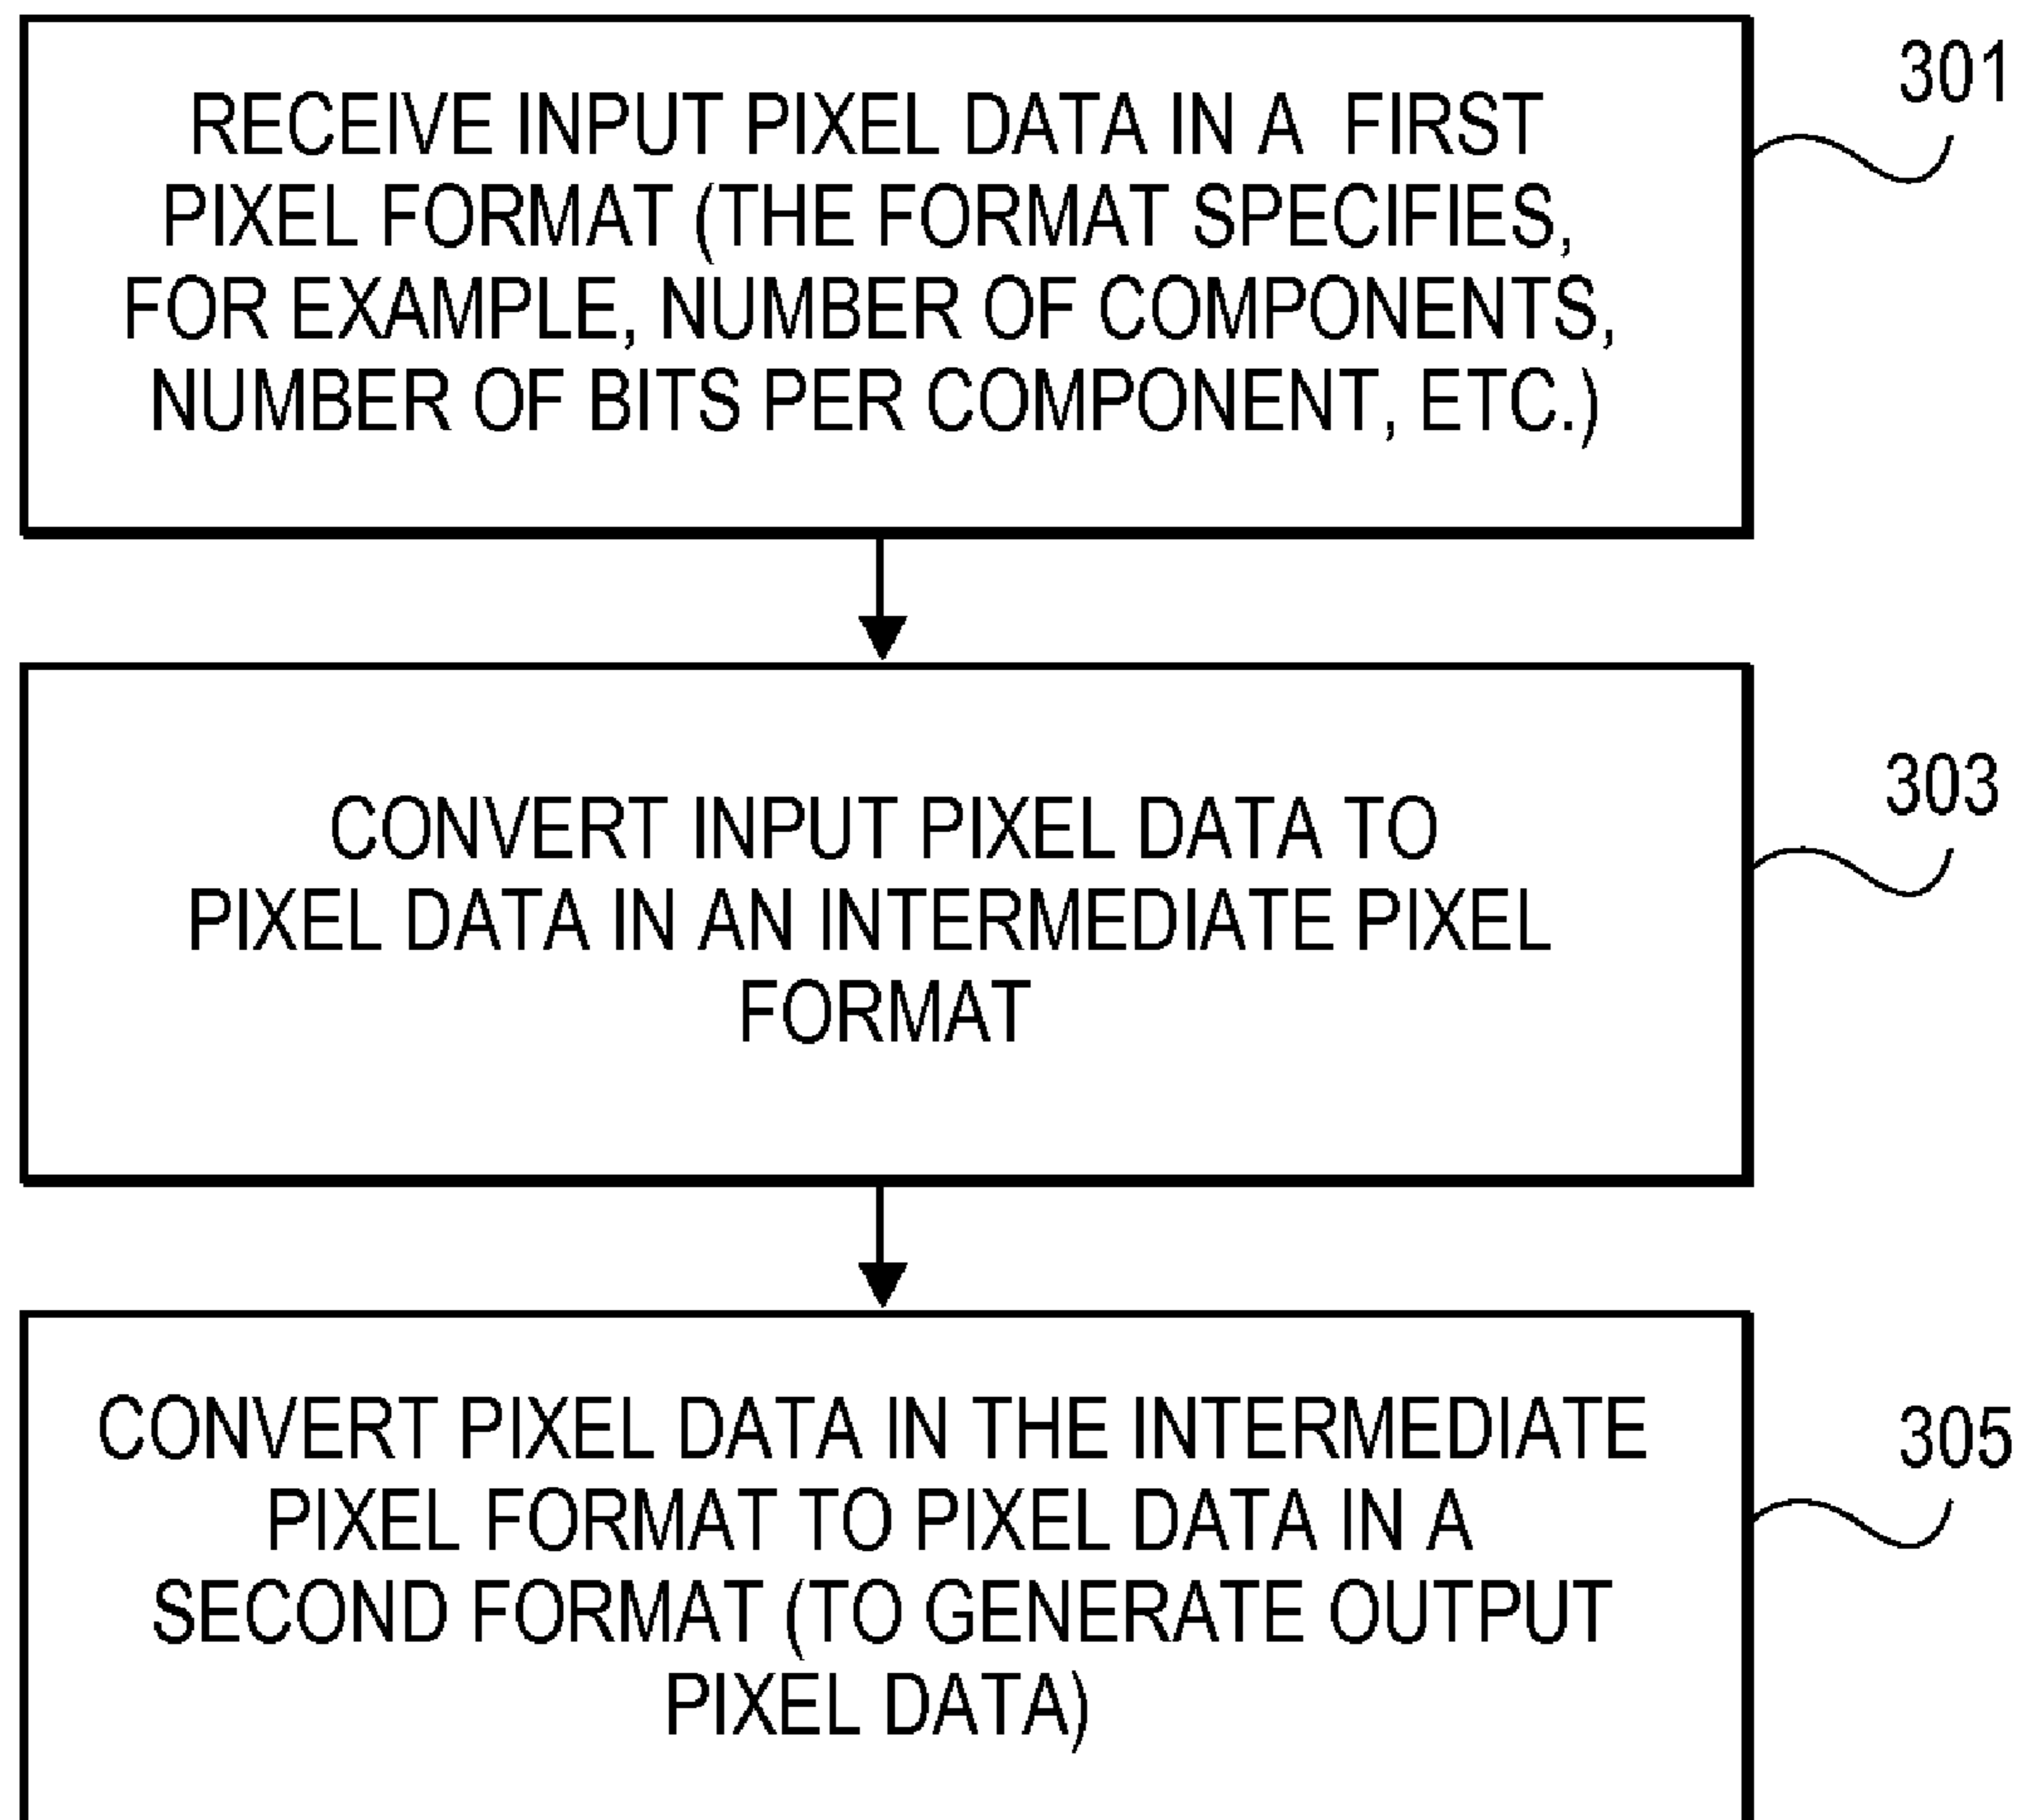 RECEIVE INPUT PIXEL DATA IN A FIRST
PIXEL FORMAT (THE FORMAT SPECIFIES,
FOR EXAMPLE, NUMBER OF COMPONENTS,
NUMBER OF BITS PER COMPONENT, ETC.)
301
CONVERT INPUT PIXEL DATA TO
PIXEL DATA IN AN INTERMEDIATE PIXEL
FORMAT
303
CONVERT PIXEL DATA IN THE INTERMEDIATE
PIXEL FORMAT TO PIXEL DATA IN A
SECOND FORMAT (TO GENERATE OUTPUT
PIXEL DATA)
305